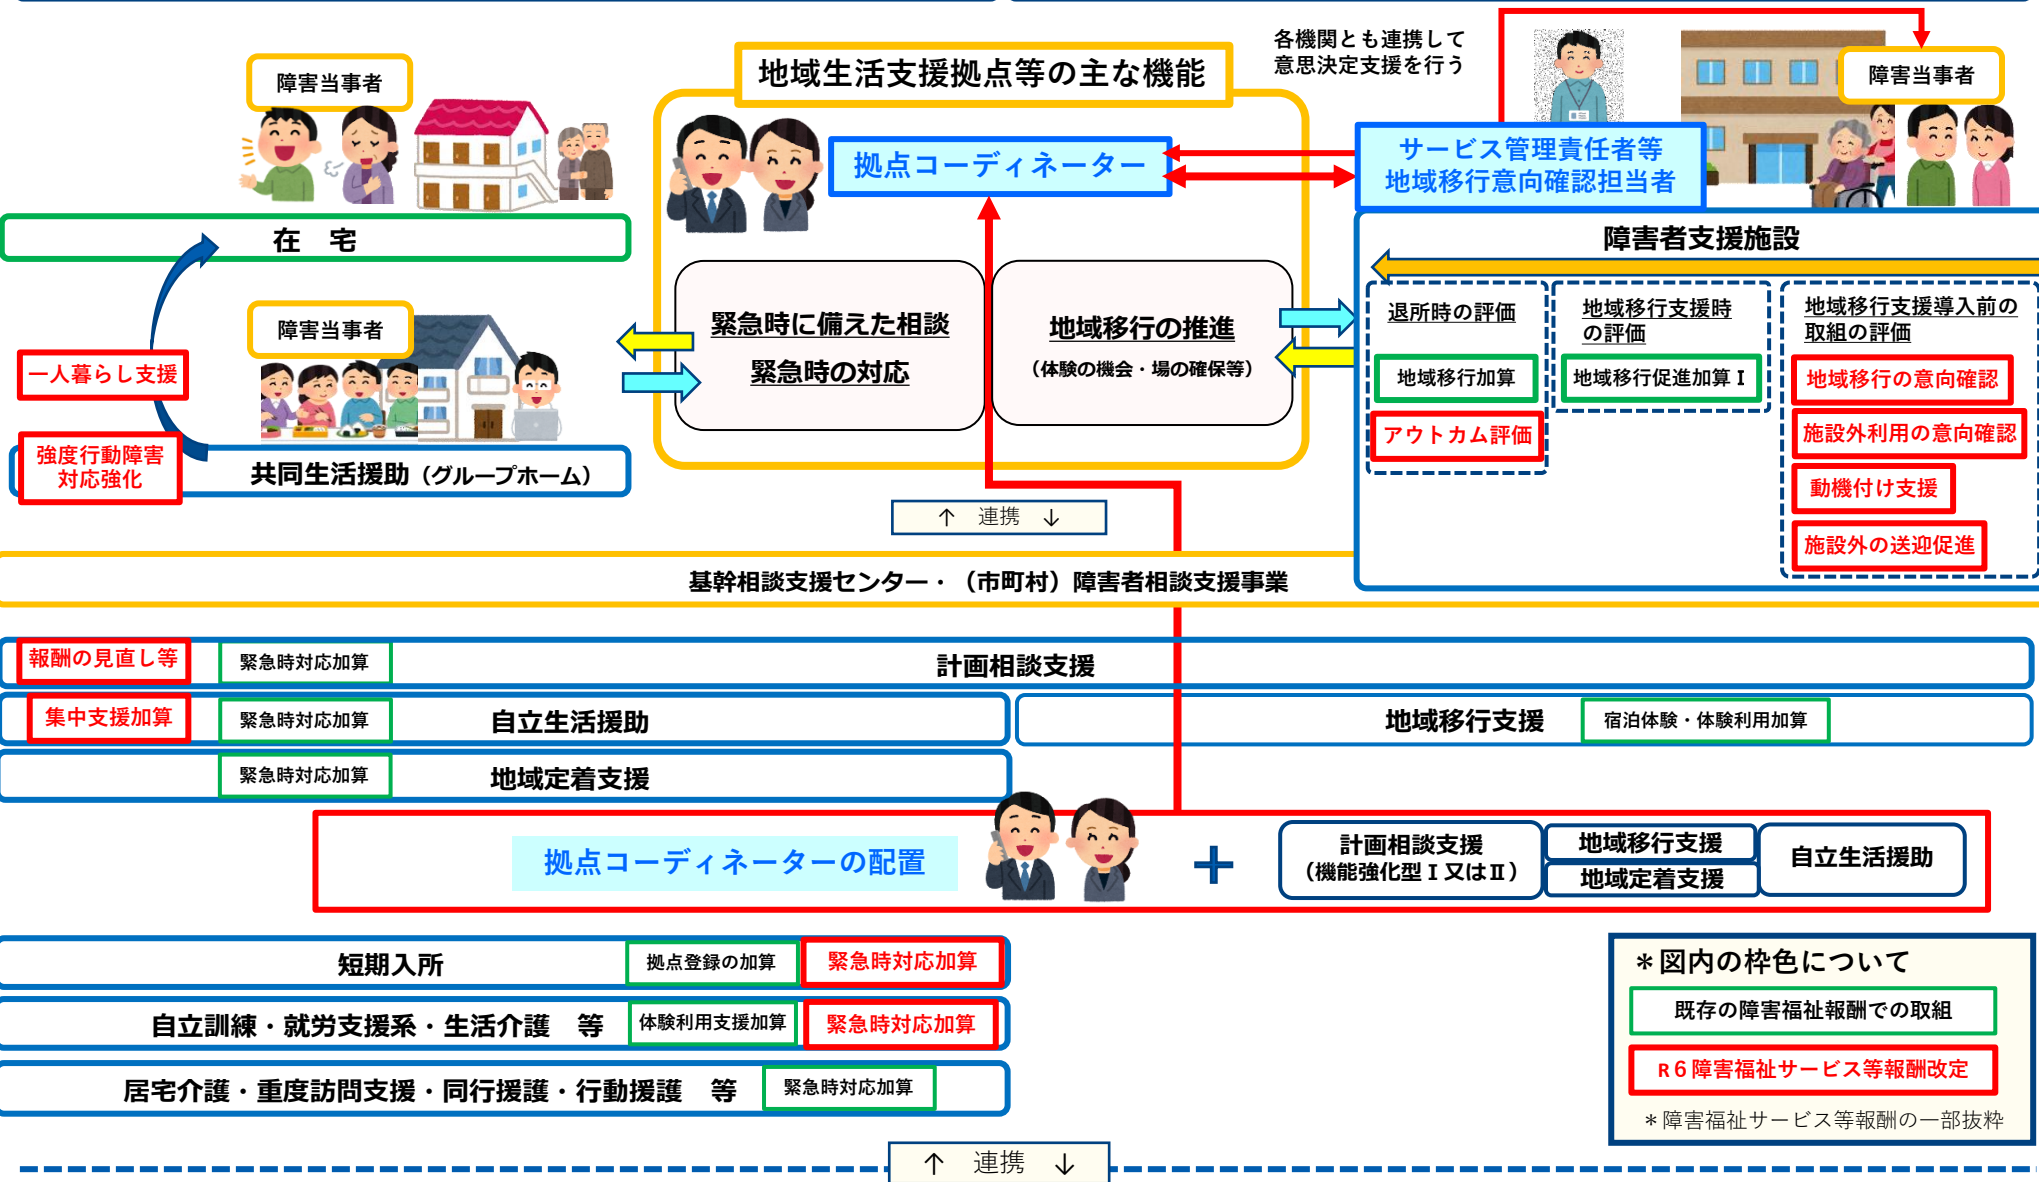 各機関とも連携して
意思決定支援を行う
地域生活支援拠点等の主な機能
障害当事者
障害当事者
拠点コーディネーター
サービス管理責任者等
地域移行意向確認担当者
在　宅
障害者支援施設
緊急時に備えた相談
緊急時の対応
地域移行の推進
（体験の機会・場の確保等）
退所時の評価
地域移行加算
アウトカム評価
地域移行支援時
の評価
地域移行促進加算Ⅰ
地域移行支援導入前の
取組の評価
地域移行の意向確認
施設外利用の意向確認
動機付け支援
施設外の送迎促進
障害当事者
一人暮らし支援
強度行動障害
対応強化
共同生活援助（グループホーム）
↑　連携　↓
基幹相談支援センター・（市町村）障害者相談支援事業
報酬の見直し等
緊急時対応加算
計画相談支援
集中支援加算
緊急時対応加算
自立生活援助
地域移行支援
宿泊体験・体験利用加算
緊急時対応加算
地域定着支援
拠点コーディネーターの配置
＋
計画相談支援
（機能強化型Ⅰ又はⅡ）
地域移行支援
地域定着支援
自立生活援助
短期入所
拠点登録の加算
緊急時対応加算
自立訓練・就労支援系・生活介護　等
体験利用支援加算
緊急時対応加算
居宅介護・重度訪問支援・同行援護・行動援護　等
緊急時対応加算
＊図内の枠色について
既存の障害福祉報酬での取組
R６障害福祉サービス等報酬改定
＊障害福祉サービス等報酬の一部抜粋
↑　連携　↓